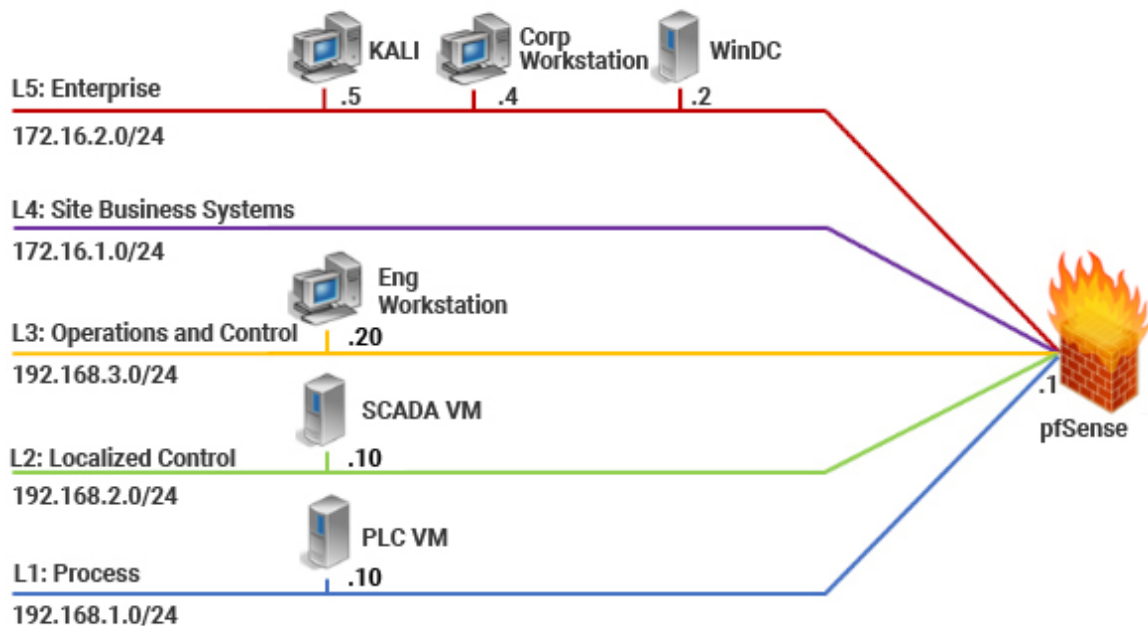 KALI
Corp
Workstation
WinDC
L5: Enterprise
.5
.4
.2
172.16.2.0/24
L4: Site Business Systems
172.16.1.0/24
Eng
Workstation
L3: Operations and Control
.20
192.168.3.0/24
.1
SCADA VM
pfSense
L2: Localized Control
.10
192.168.2.0/24
PLC VM
L1: Process
.10
192.168.1.0/24